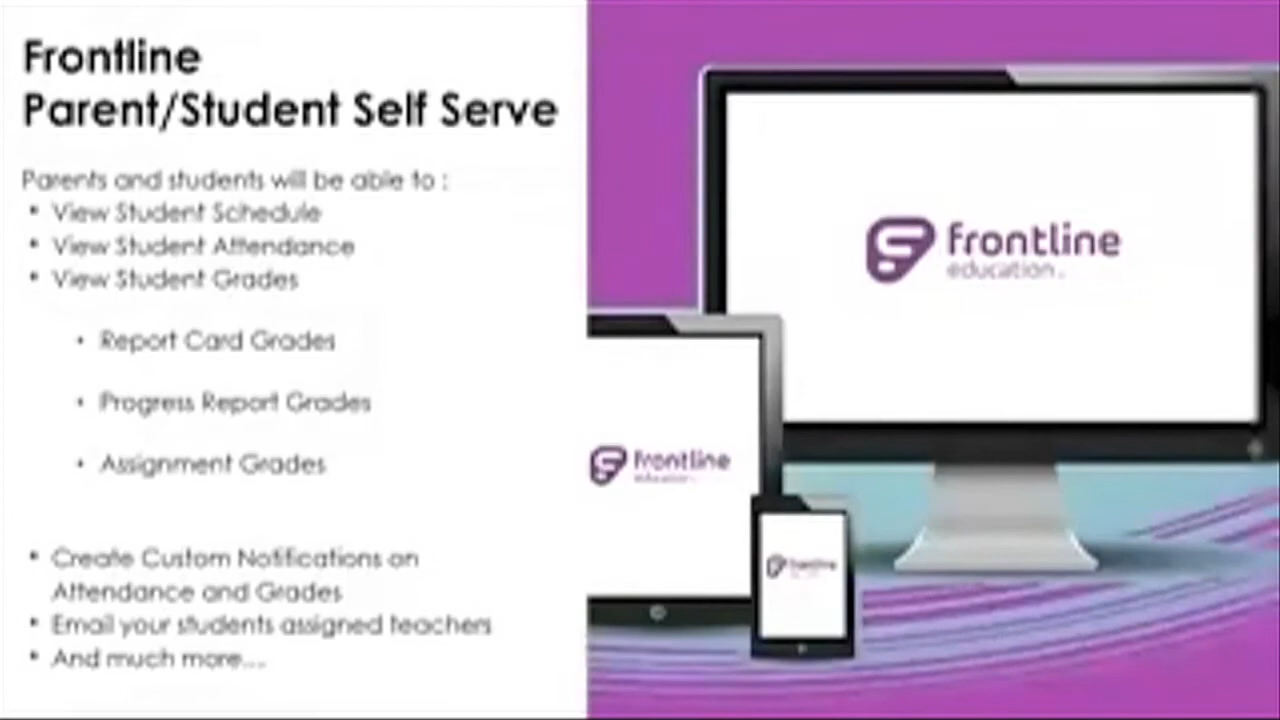 Frontline
Parent/Student Self Serve
Parents and students will be able to :
• View Student Schedule
• View Student Attendance
• View Student Grades
• Report Card Grades
• Progress Report Grades
• Assignment Grades
• Create Custom Notifications on
Attendance and Grades
• Email your students assigned teachers
• And much more....
frontline
education
frontline
education
frontline